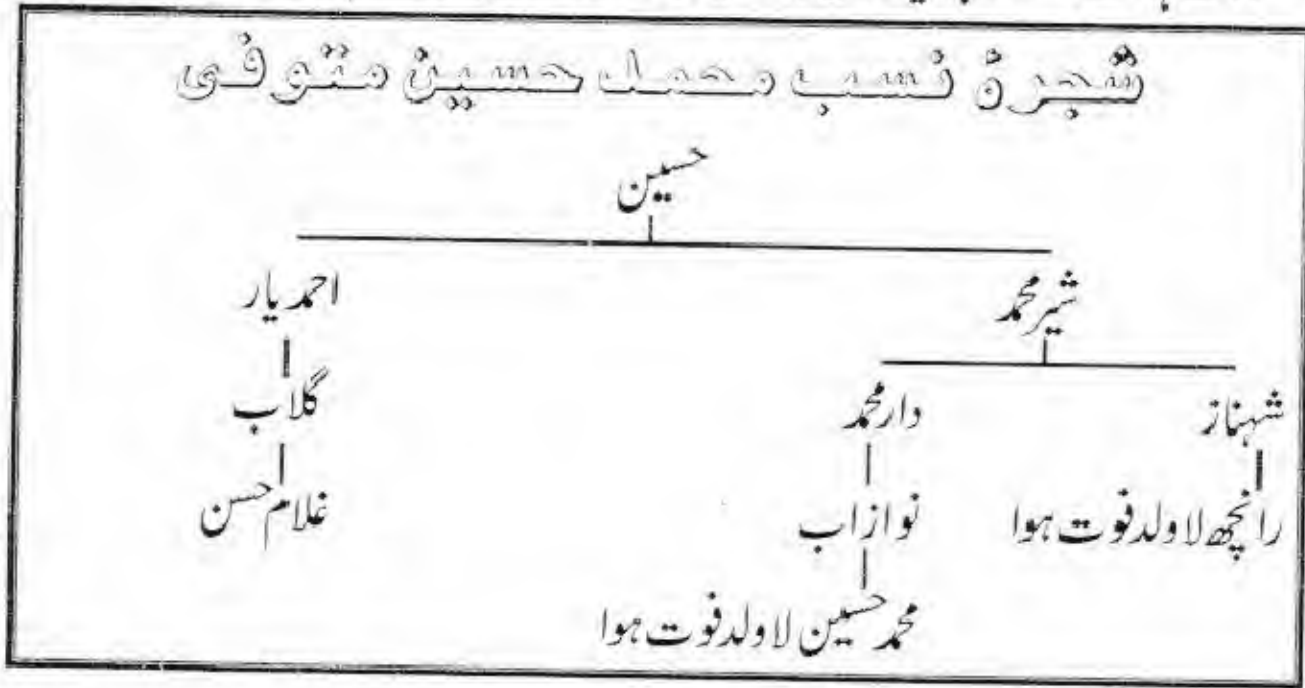 شجرۂ نسب محمد حسین متوفی
حسین
شیر محمد احمد یار
شہناز دار محمد گلاب
رانجھ لاولد فوت ہوا نوازاب غلام حسن
محمد حسین لاولد فوت ہوا